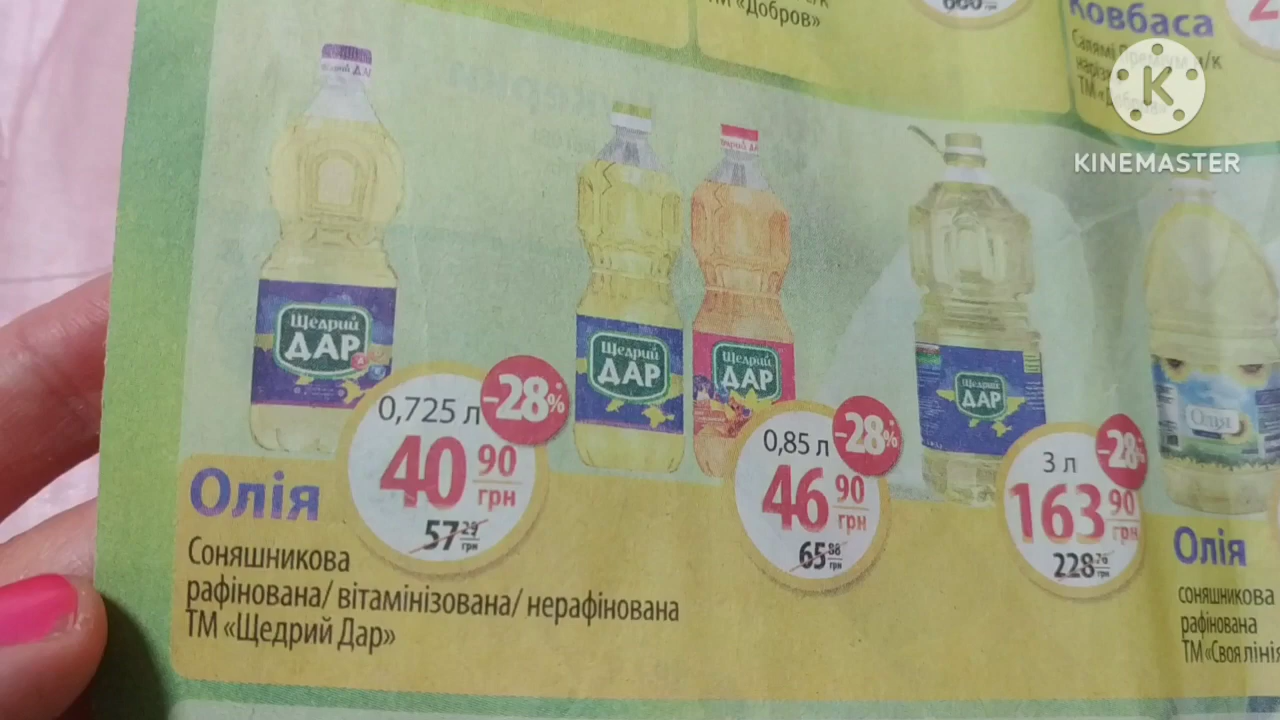 ТМ «Добров»
Ковбаса
Салямі
ТМ
KINEMASTER
Щедрий
ДАР
Щедрий
ДАР
Щедрий
ДАР
Щедрий
ДАР
Олія
0,725 л
-28%
40 90
грн
57 29
грн
0,85 л
-28%
46 90
грн
65 88
грн
3 л
-28%
163 90
грн
228 76
грн
Олія
Соняшникова
рафінована/ вітамінізована/ нерафінована
ТМ «Щедрий Дар»
Олія
соняшникова
рафінована
ТМ «Своя лінія